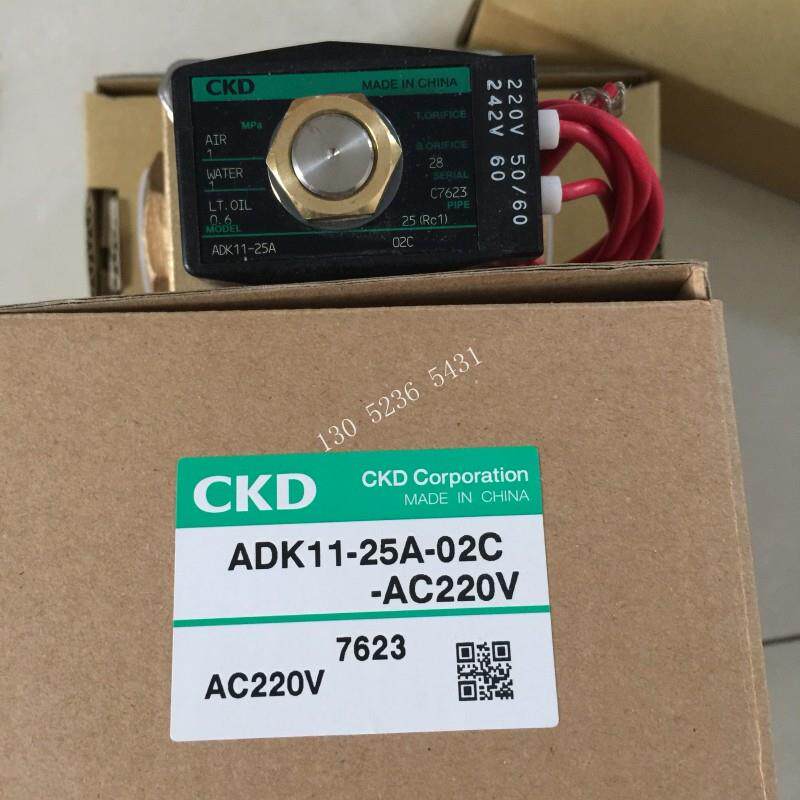 CKD MADE IN CHINA
MPa T.ORIFICE
AIR
1 S.ORIFICE
WATER 28
1 SERIAL
LT.OIL C7623
0.6 PIPE
MODEL 25(Rc1)
ADK11-25A 02C
220V 50/60
242V 60
130 5236 5431
CKD CKD Corporation
MADE IN CHINA
ADK11-25A-02C
-AC220V
7623
AC220V